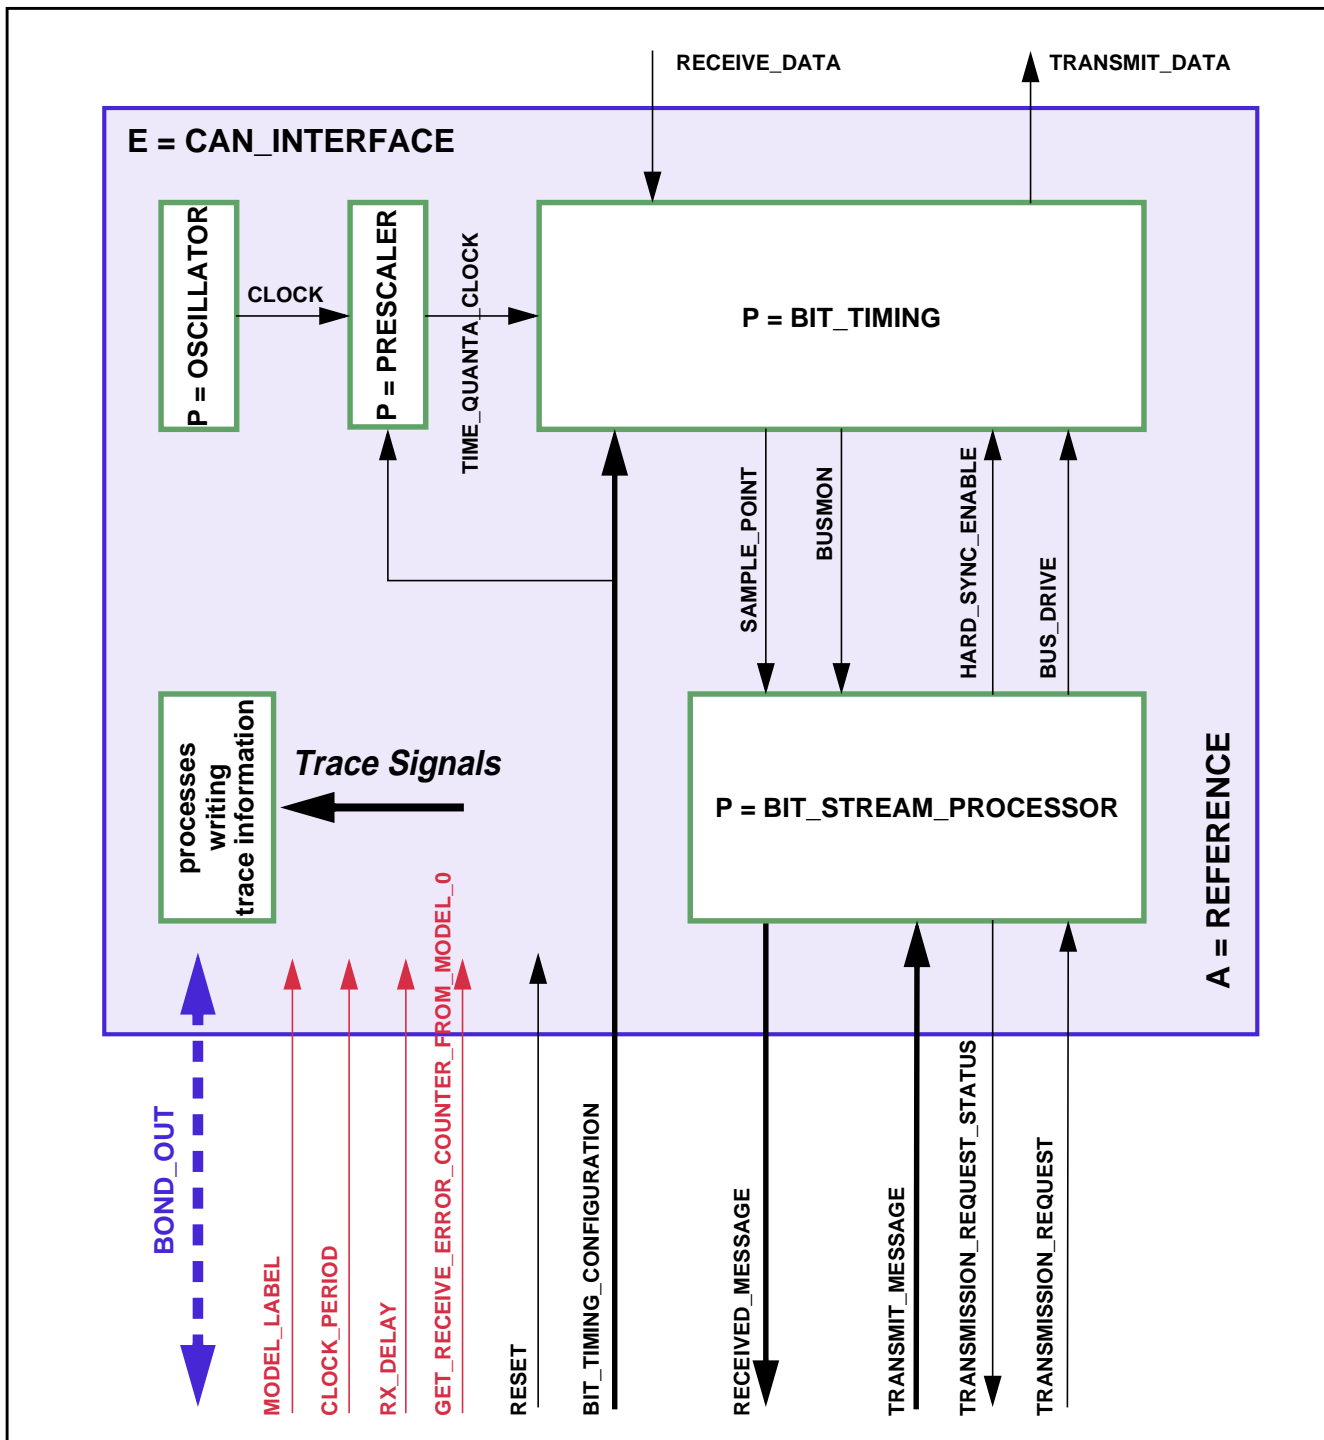 RECEIVE_DATA
TRANSMIT_DATA
E = CAN_INTERFACE
P = OSCILLATOR
CLOCK
P = PRESCALER
TIME_QUANTA_CLOCK
P = BIT_TIMING
SAMPLE_POINT
BUSMON
HARD_SYNC_ENABLE
BUS_DRIVE
processes
writing
trace information
Trace Signals
P = BIT_STREAM_PROCESSOR
A = REFERENCE
BOND_OUT
MODEL_LABEL
CLOCK_PERIOD
RX_DELAY
GET_RECEIVE_ERROR_COUNTER_FROM_MODEL_0
RESET
BIT_TIMING_CONFIGURATION
RECEIVED_MESSAGE
TRANSMIT_MESSAGE
TRANSMISSION_REQUEST_STATUS
TRANSMISSION_REQUEST